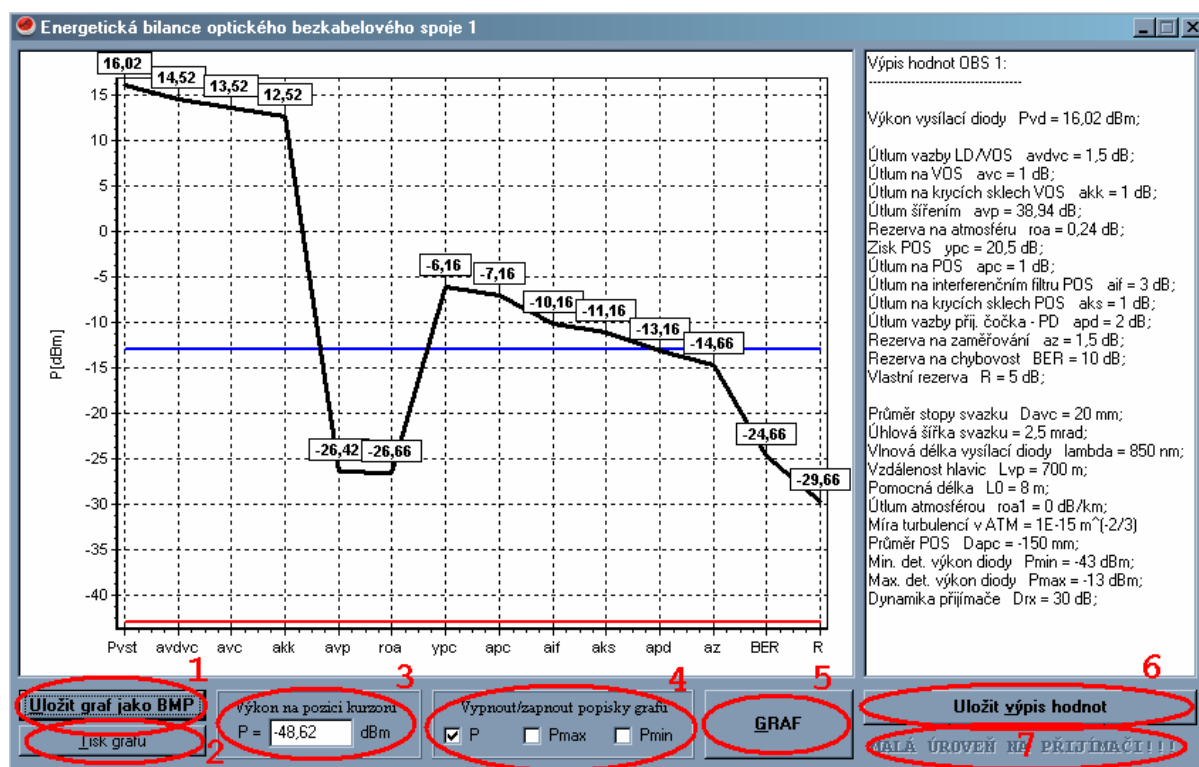 Energetická bilance optického bezkabelového spoje 1
16,02
14,52
13,52
12,52
-26,42
-26,66
-6,16
-7,16
-10,16
-11,16
-13,16
-14,66
-24,66
-29,66
P[dBm]
15
10
5
0
-5
-10
-15
-20
-25
-30
-35
-40
Pvst avdvc avc akk avp roa ypc apc aif aks apd az BER R
Výpis hodnot OBS 1:
--------------------------------
Výkon vysílací diody Pvd = 16,02 dBm;
Útlum vazby LD/VOS avdvc = 1,5 dB;
Útlum na VOS avc = 1 dB;
Útlum na krycích sklech VOS akk = 1 dB;
Útlum šířením avp = 38,94 dB;
Rezerva na atmosféru roa = 0,24 dB;
Zisk POS ypc = 20,5 dB;
Útlum na POS apc = 1 dB;
Útlum na interferenčním filtru POS aif = 3 dB;
Útlum na krycích sklech POS aks = 1 dB;
Útlum vazby přij. čočka - PD apd = 2 dB;
Rezerva na zaměřování az = 1,5 dB;
Rezerva na chybovost BER = 10 dB;
Vlastní rezerva R = 5 dB;
Průměr stopy svazku Davc = 20 mm;
Úhlová šířka svazku = 2,5 mrad;
Vlnová délka vysílací diody lambda = 850 nm;
Vzdálenost hlavic Lvp = 700 m;
Pomocná délka L0 = 8 m;
Útlum atmosférou roa1 = 0 dB/km;
Míra turbulencí v ATM = 1E-15 m^(-2/3)
Průměr POS Dapc = -150 mm;
Min. det. výkon diody Pmin = -43 dBm;
Max. det. výkon diody Pmax = -13 dBm;
Dynamika přijímače Drx = 30 dB;
1
Uložit graf jako BMP
Tisk grafu
2
3
Výkon na pozici kurzoru
P = -48,62 dBm
4
Vypnout/zapnout popisky grafu
P Pmax Pmin
5
GRAF
6
Uložit výpis hodnot
7
MALÁ ÚROVEŇ NA PŘIJÍMAČI!!!